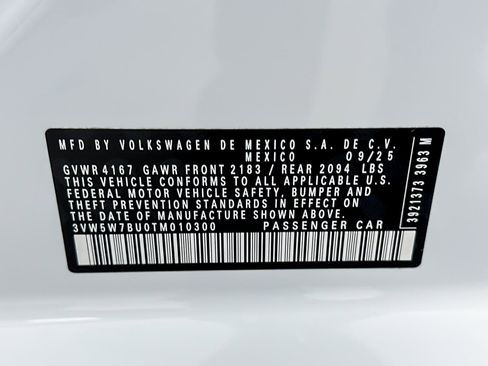 MFD BY VOLKSWAGEN DE MEXICO S.A. DE C.V.
MEXICO 09/25
GVWR 4167 GAWR FRONT 2183 / REAR 2094 LBS
THIS VEHICLE CONFORMS TO ALL APPLICABLE U.S.
FEDERAL MOTOR VEHICLE SAFETY, BUMPER AND
THEFT PREVENTION STANDARDS IN EFFECT ON
THE DATE OF MANUFACTURE SHOWN ABOVE
3VW5W7BU0TM010300 PASSENGER CAR
3921373 3963 M